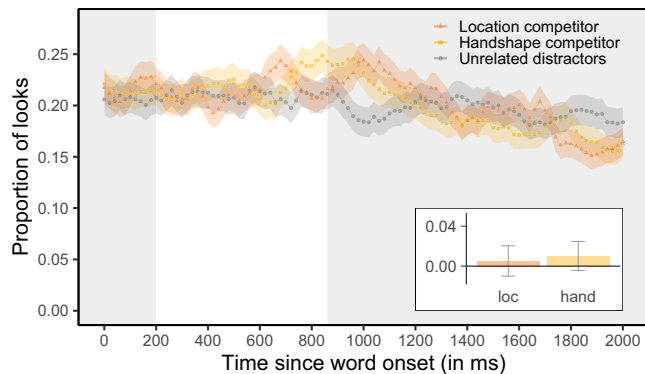 Location competitor
Handshape competitor
Unrelated distractors
Proportion of looks
0.25
0.20
0.15
0.10
0.05
0.00
0.04
0.00
loc hand
0 200 400 600 800 1000 1200 1400 1600 1800 2000
Time since word onset (in ms)